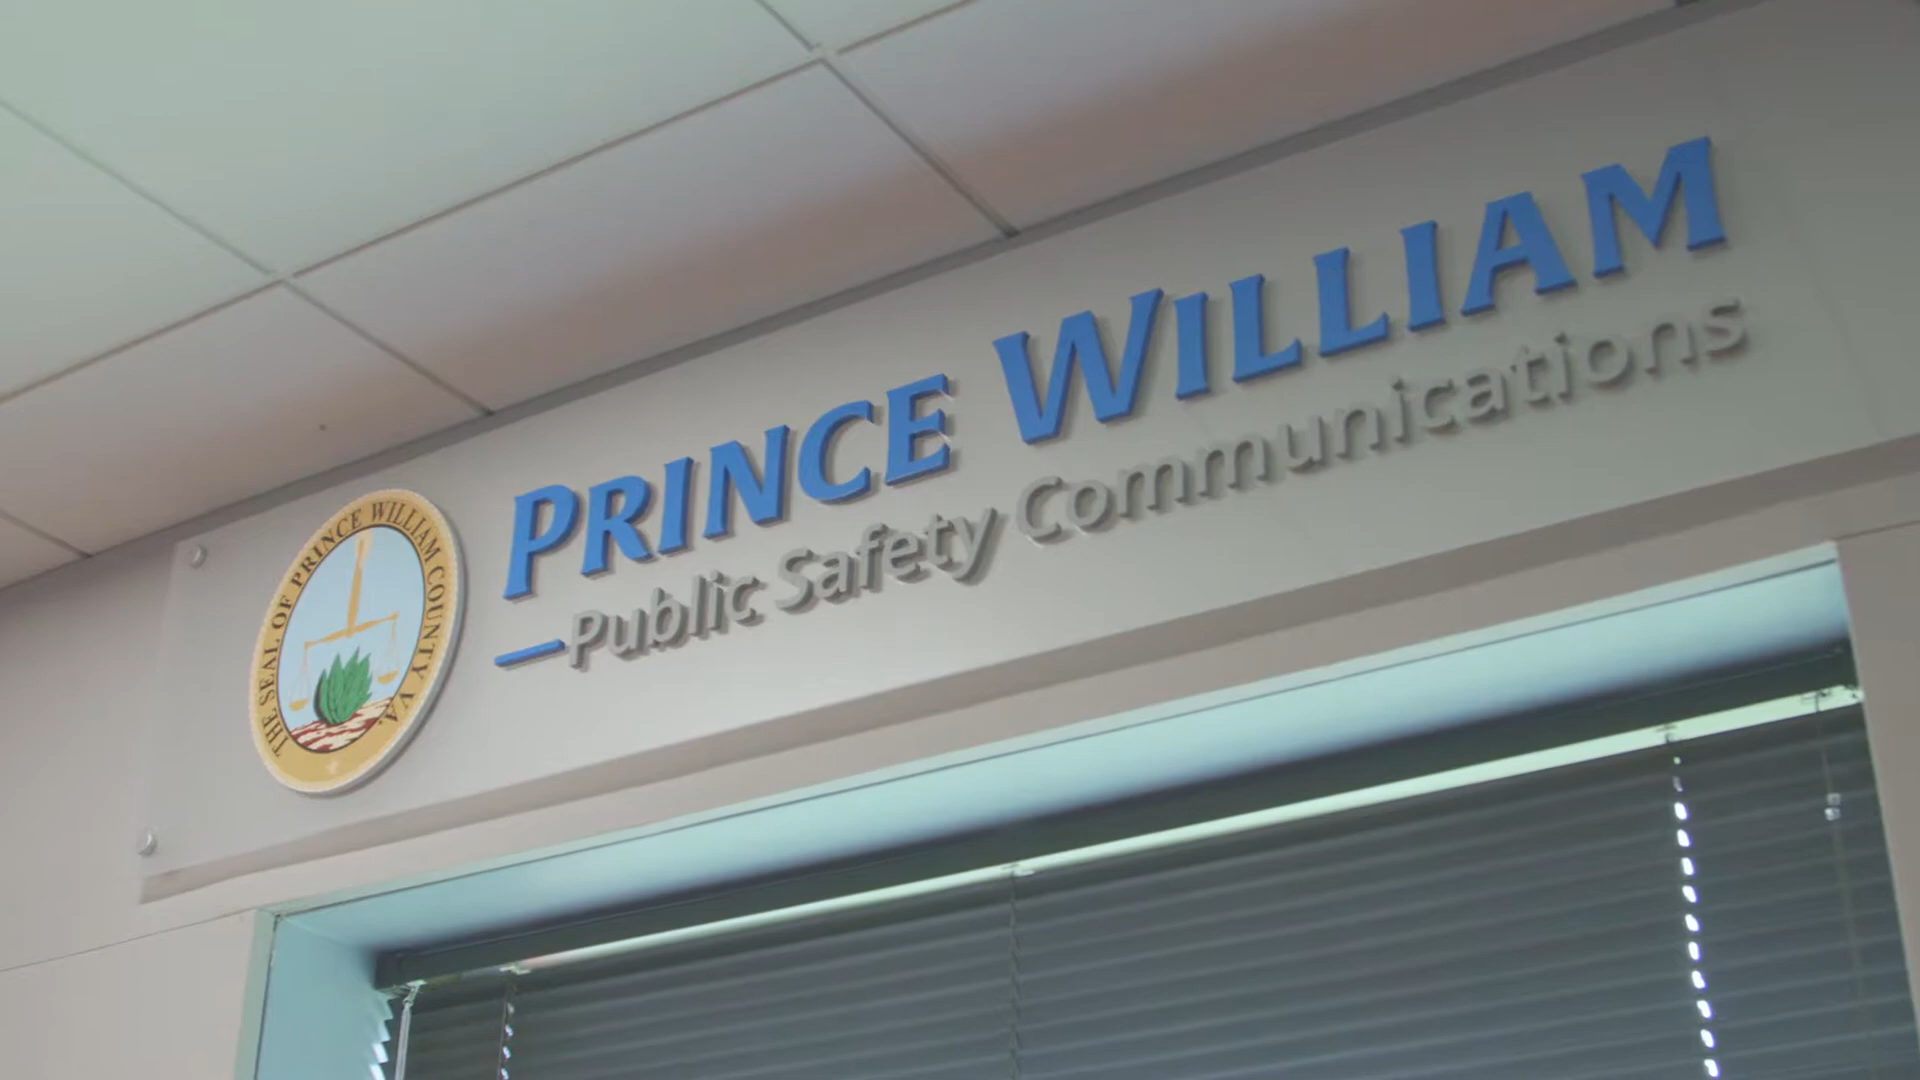 THE SEAL OF PRINCE WILLIAM COUNTY VA.
PRINCE WILLIAM
Public Safety Communications